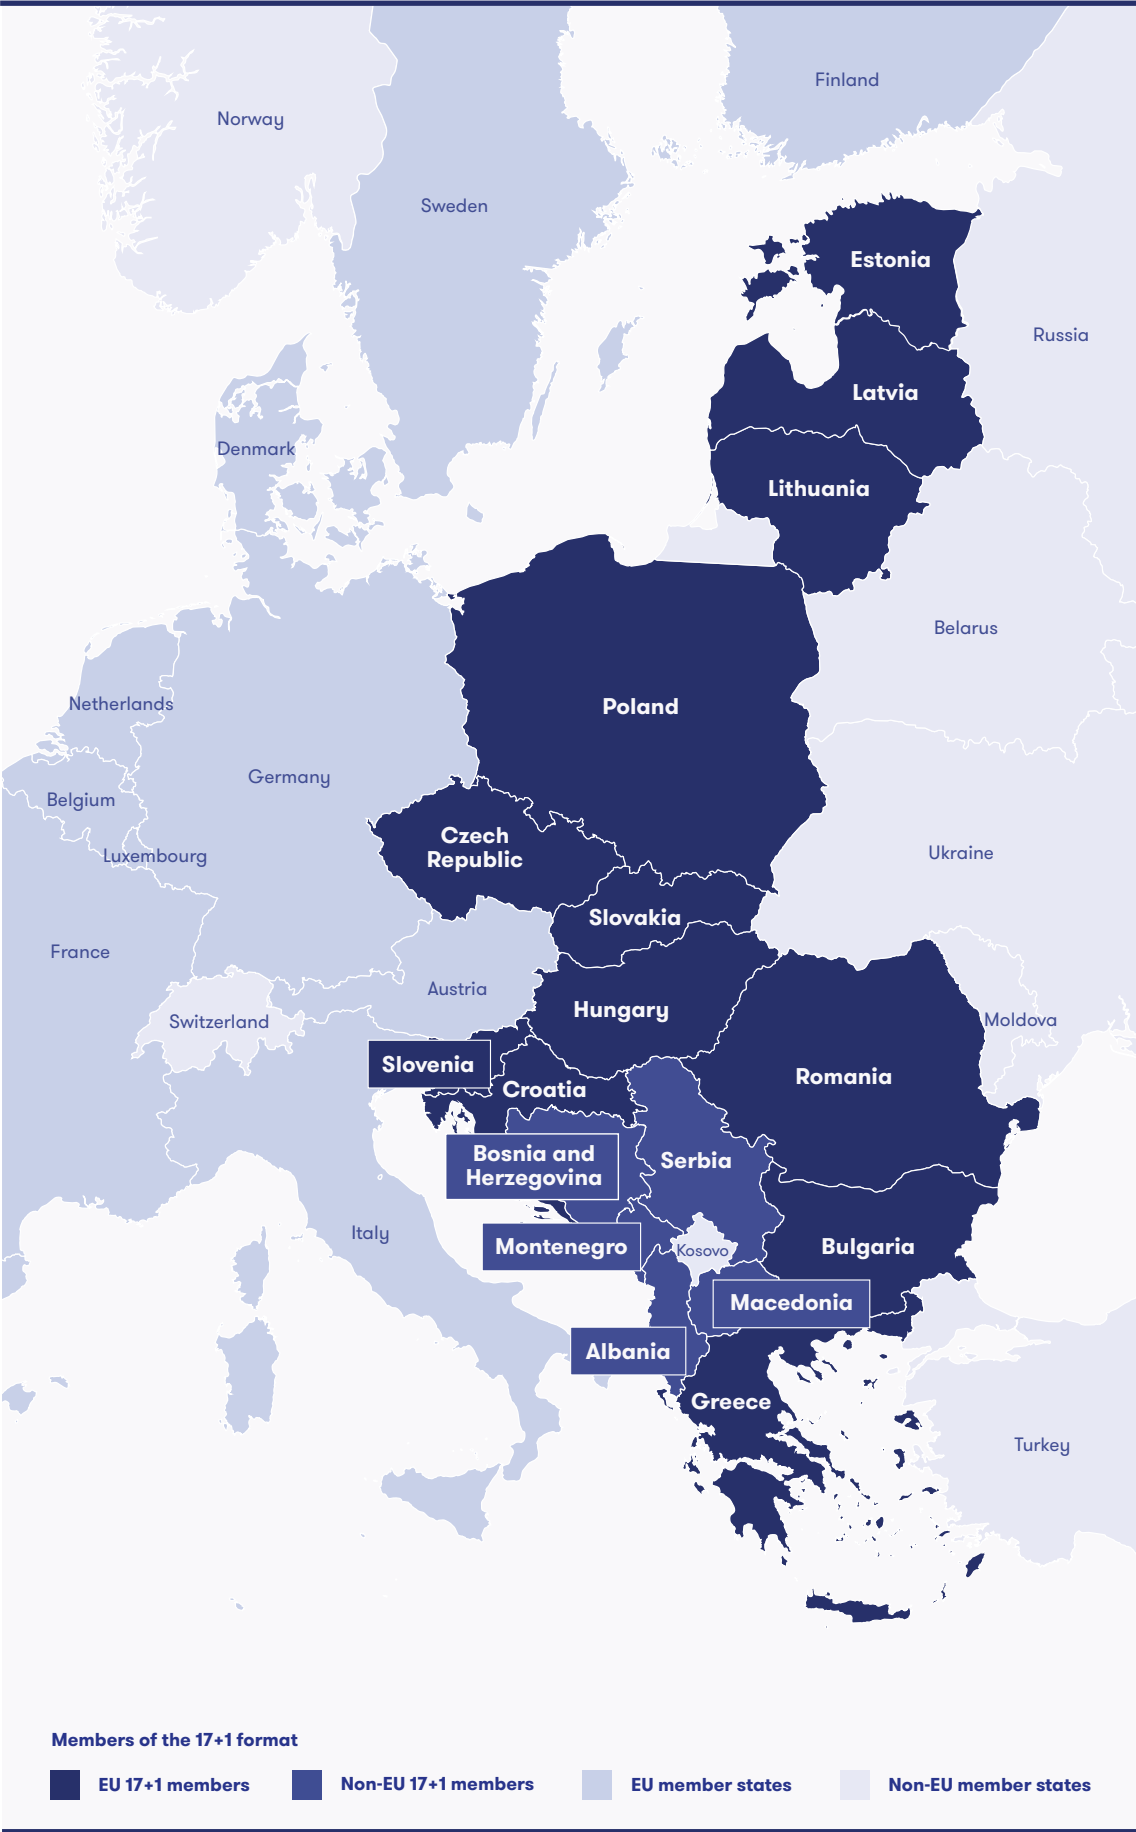 Finland
Norway
Sweden
Estonia
Russia
Latvia
Denmark
Lithuania
Belarus
Netherlands
Poland
Germany
Belgium
Czech
Republic
Ukraine
Luxembourg
Slovakia
France
Austria
Hungary
Switzerland
Moldova
Slovenia
Romania
Croatia
Bosnia and
Herzegovina
Serbia
Italy
Montenegro
Kosovo
Bulgaria
Macedonia
Albania
Greece
Turkey
Members of the 17+1 format
EU 17+1 members
Non-EU 17+1 members
EU member states
Non-EU member states